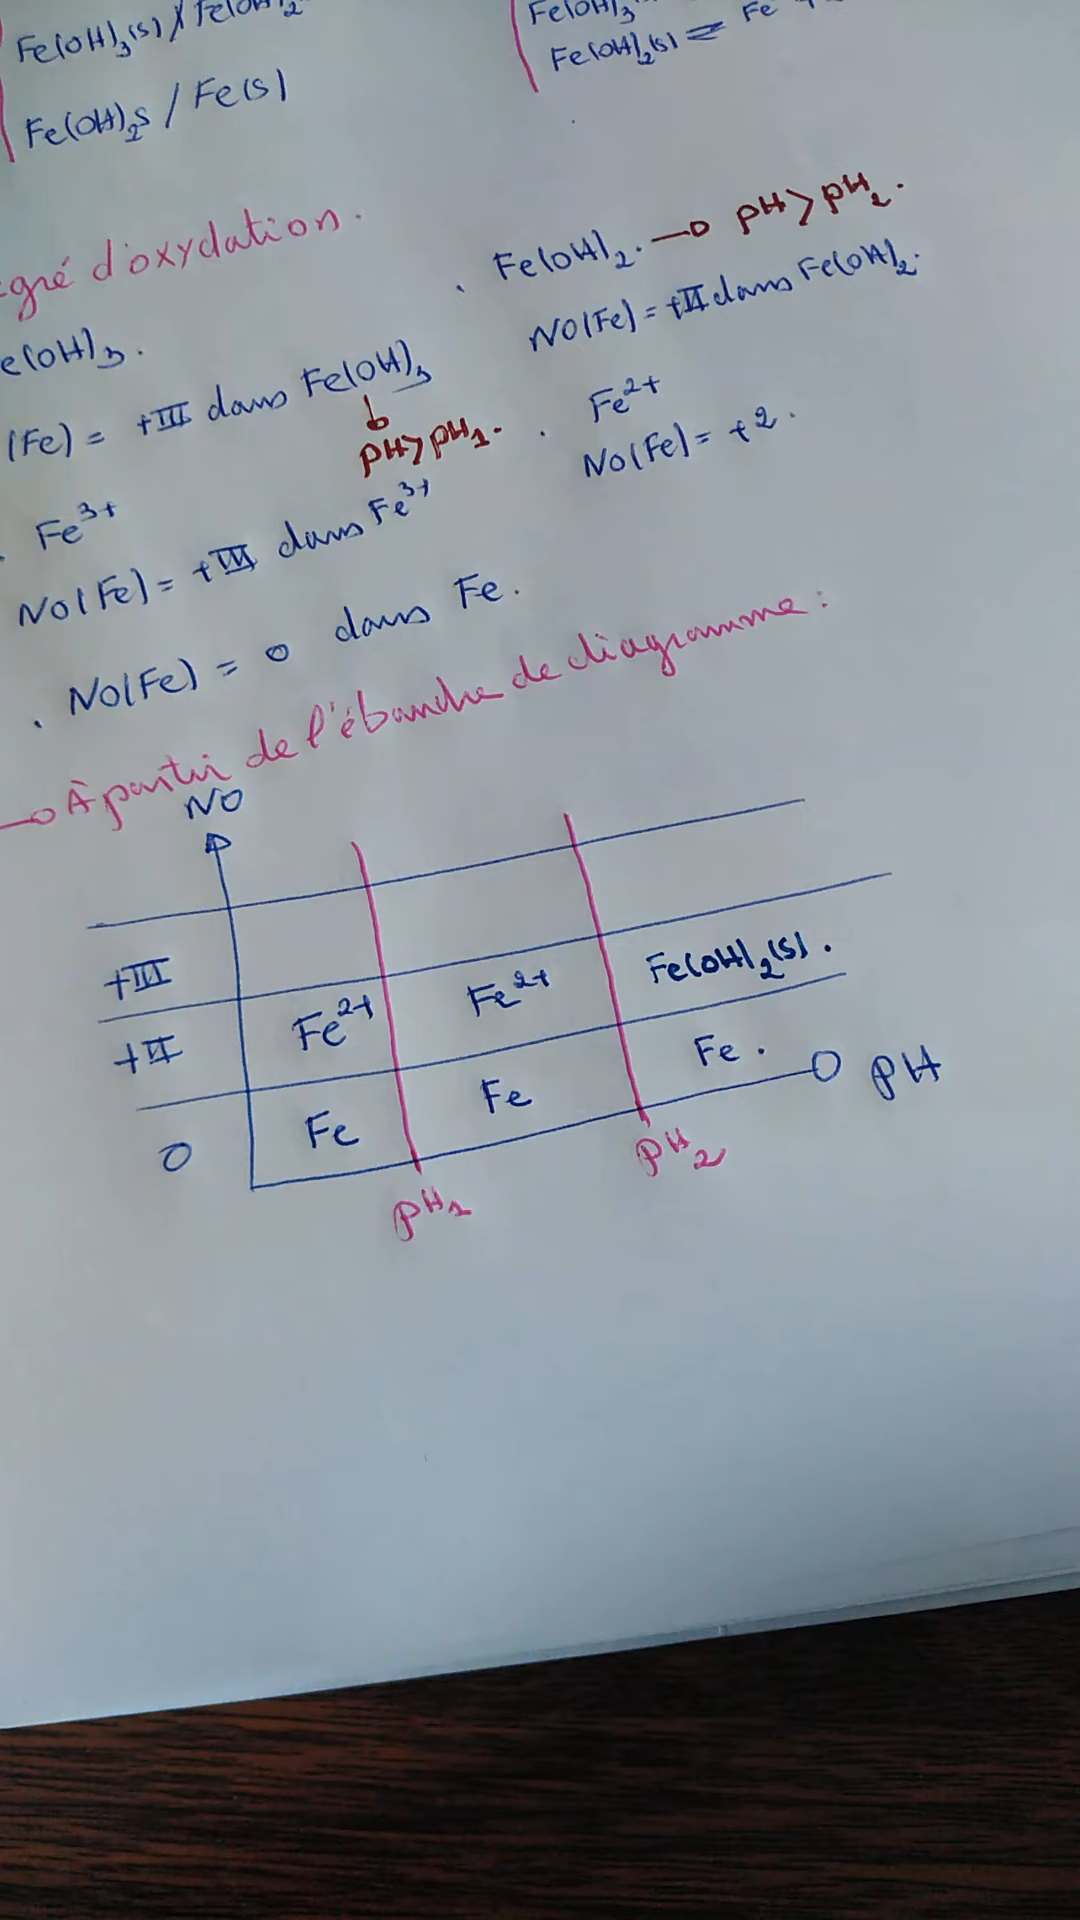 Fe(OH)₃(s) / Fe(OH)₂
Fe(OH)₂s / Fe(s)
Fe(OH)₃
Fe(OH)₂(s) ⇌ Fe
d'oxydation.
e(OH)₃.
(Fe) = +III dans Fe(OH)₃
pH>pH₁.
. Fe³⁺
NO(Fe) = +III dans Fe³⁺
. NO(Fe) = 0 dans Fe.
. Fe(OH)₂. → pH>pH₂.
NO(Fe) = +II dans Fe(OH)₂.
. Fe²⁺
NO(Fe) = +2.
→ À partir de l'ébauche de diagramme :
NO
+III
+II Fe²⁺ Fe²⁺ Fe(OH)₂(s).
0 Fe Fe Fe. pH
pH₁ pH₂